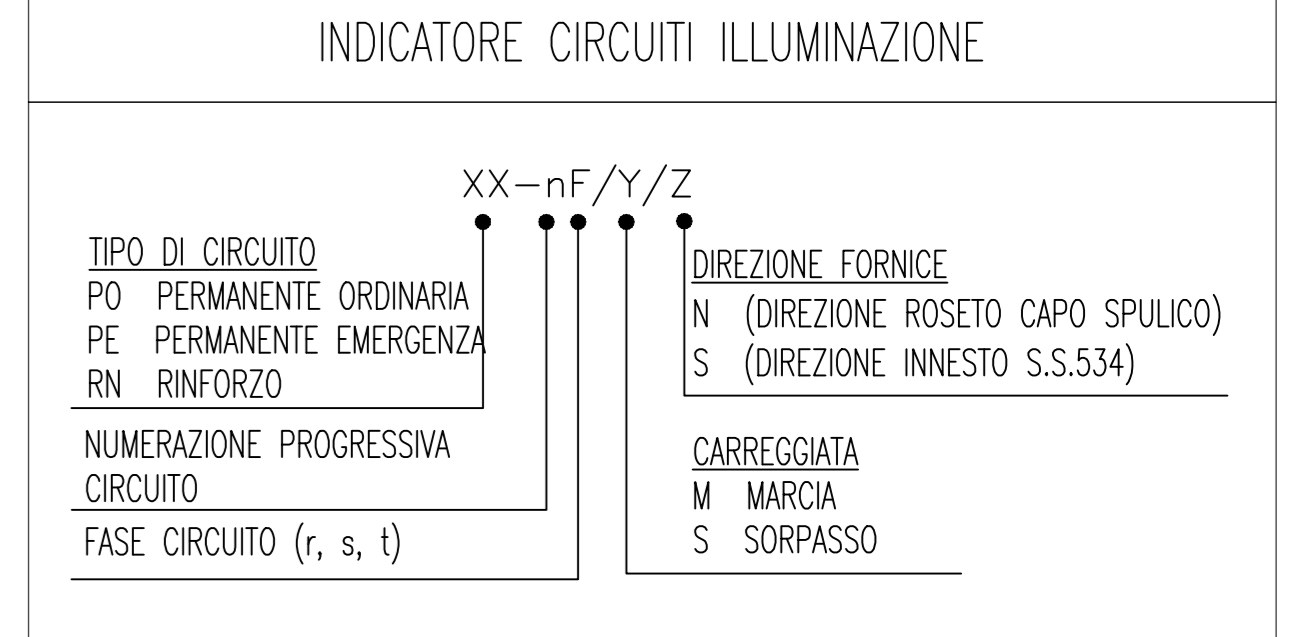 INDICATORE CIRCUITI ILLUMINAZIONE
XX-nF/Y/Z
TIPO DI CIRCUITO
PO PERMANENTE ORDINARIA
PE PERMANENTE EMERGENZA
RN RINFORZO
NUMERAZIONE PROGRESSIVA
CIRCUITO
FASE CIRCUITO (r, s, t)
DIREZIONE FORNICE
N (DIREZIONE ROSETO CAPO SPULICO)
S (DIREZIONE INNESTO S.S.534)
CARREGGIATA
M MARCIA
S SORPASSO